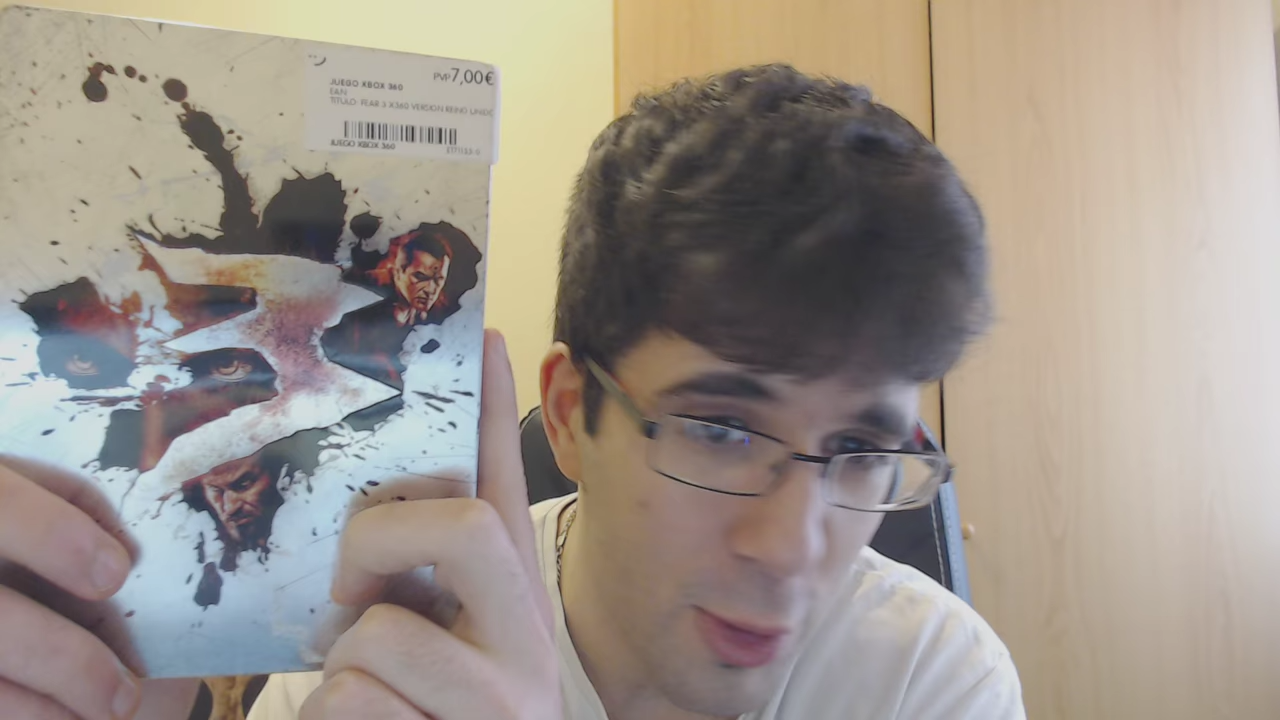 PVP 7,00€
JUEGO XBOX 360
EAN
TITULO: FEAR 3 X360 VERSION REINO UNIDO
JUEGO XBOX 360